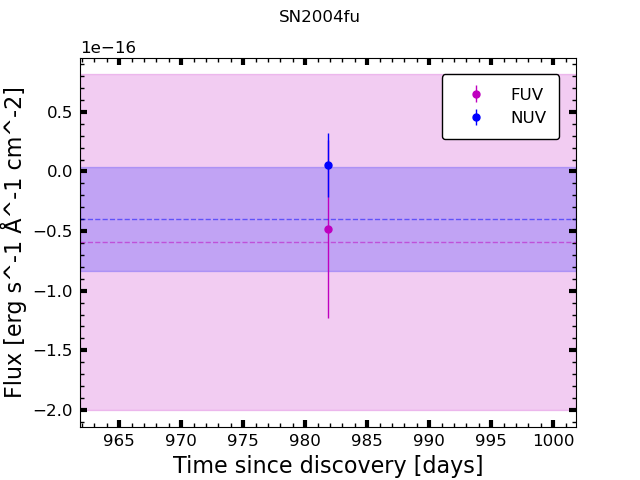 SN2004fu
1e−16
FUV
NUV
0.5
0.0
−0.5
−1.0
−1.5
−2.0
Flux [erg s^-1 Å^-1 cm^-2]
965 970 975 980 985 990 995 1000
Time since discovery [days]